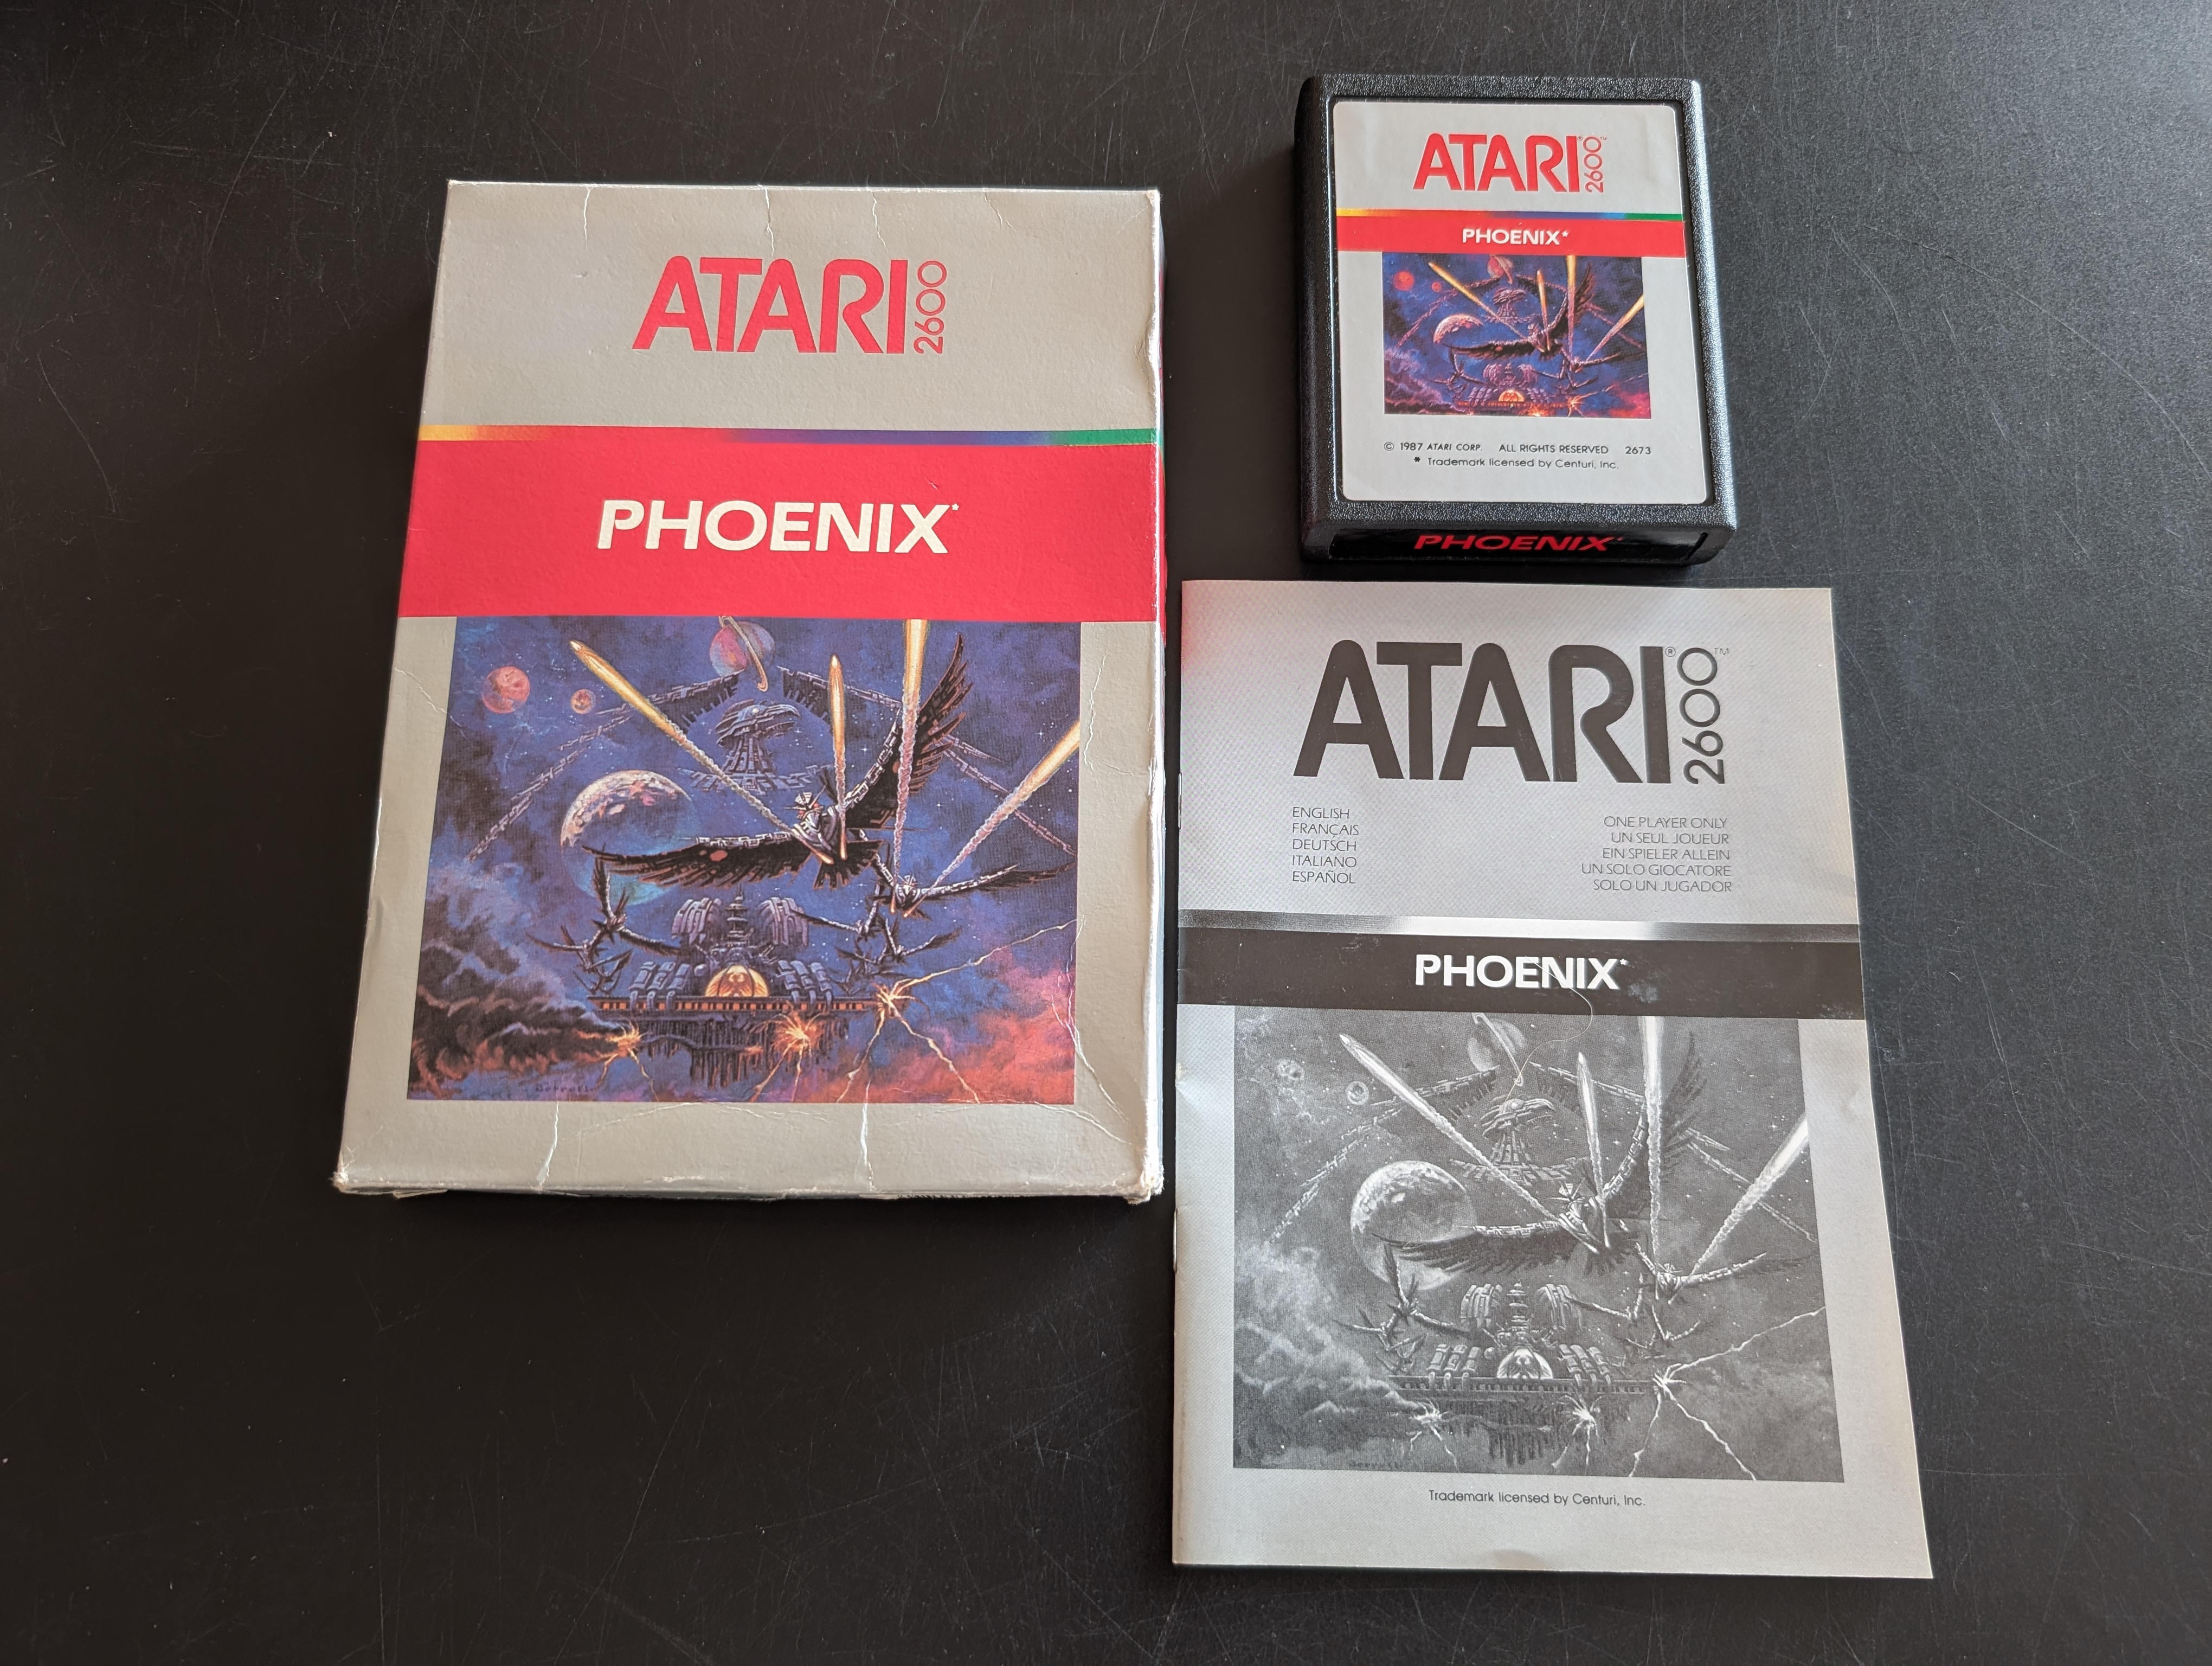 ATARI 2600
PHOENIX*
ATARI® 2600™
PHOENIX*
© 1987 ATARI CORP. ALL RIGHTS RESERVED 2673
* Trademark licensed by Centuri, Inc.
PHOENIX*
ATARI® 2600™
ENGLISH
FRANÇAIS
DEUTSCH
ITALIANO
ESPAÑOL
ONE PLAYER ONLY
UN SEUL JOUEUR
EIN SPIELER ALLEIN
UN SOLO GIOCATORE
SOLO UN JUGADOR
PHOENIX*
Trademark licensed by Centuri, Inc.